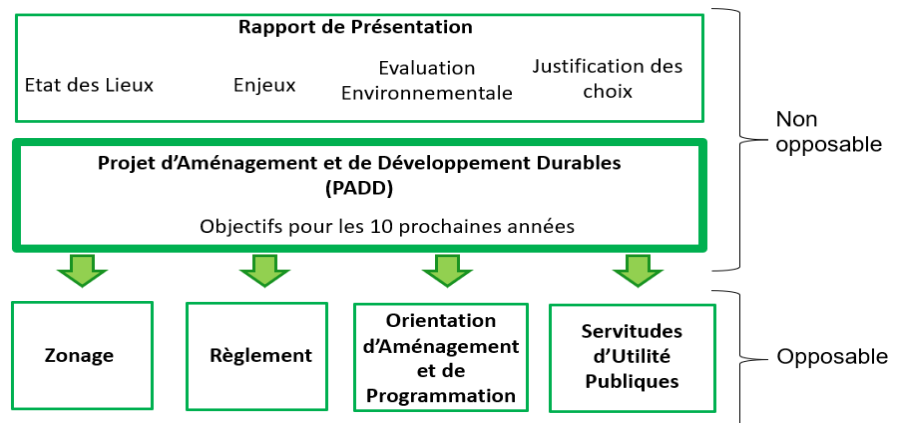 Rapport de Présentation
Etat des Lieux
Enjeux
Evaluation
Environnementale
Justification des
choix
Non
opposable
Projet d’Aménagement et de Développement Durables
(PADD)
Objectifs pour les 10 prochaines années
Zonage
Règlement
Orientation
d’Aménagement
et de
Programmation
Servitudes
d’Utilité
Publiques
Opposable